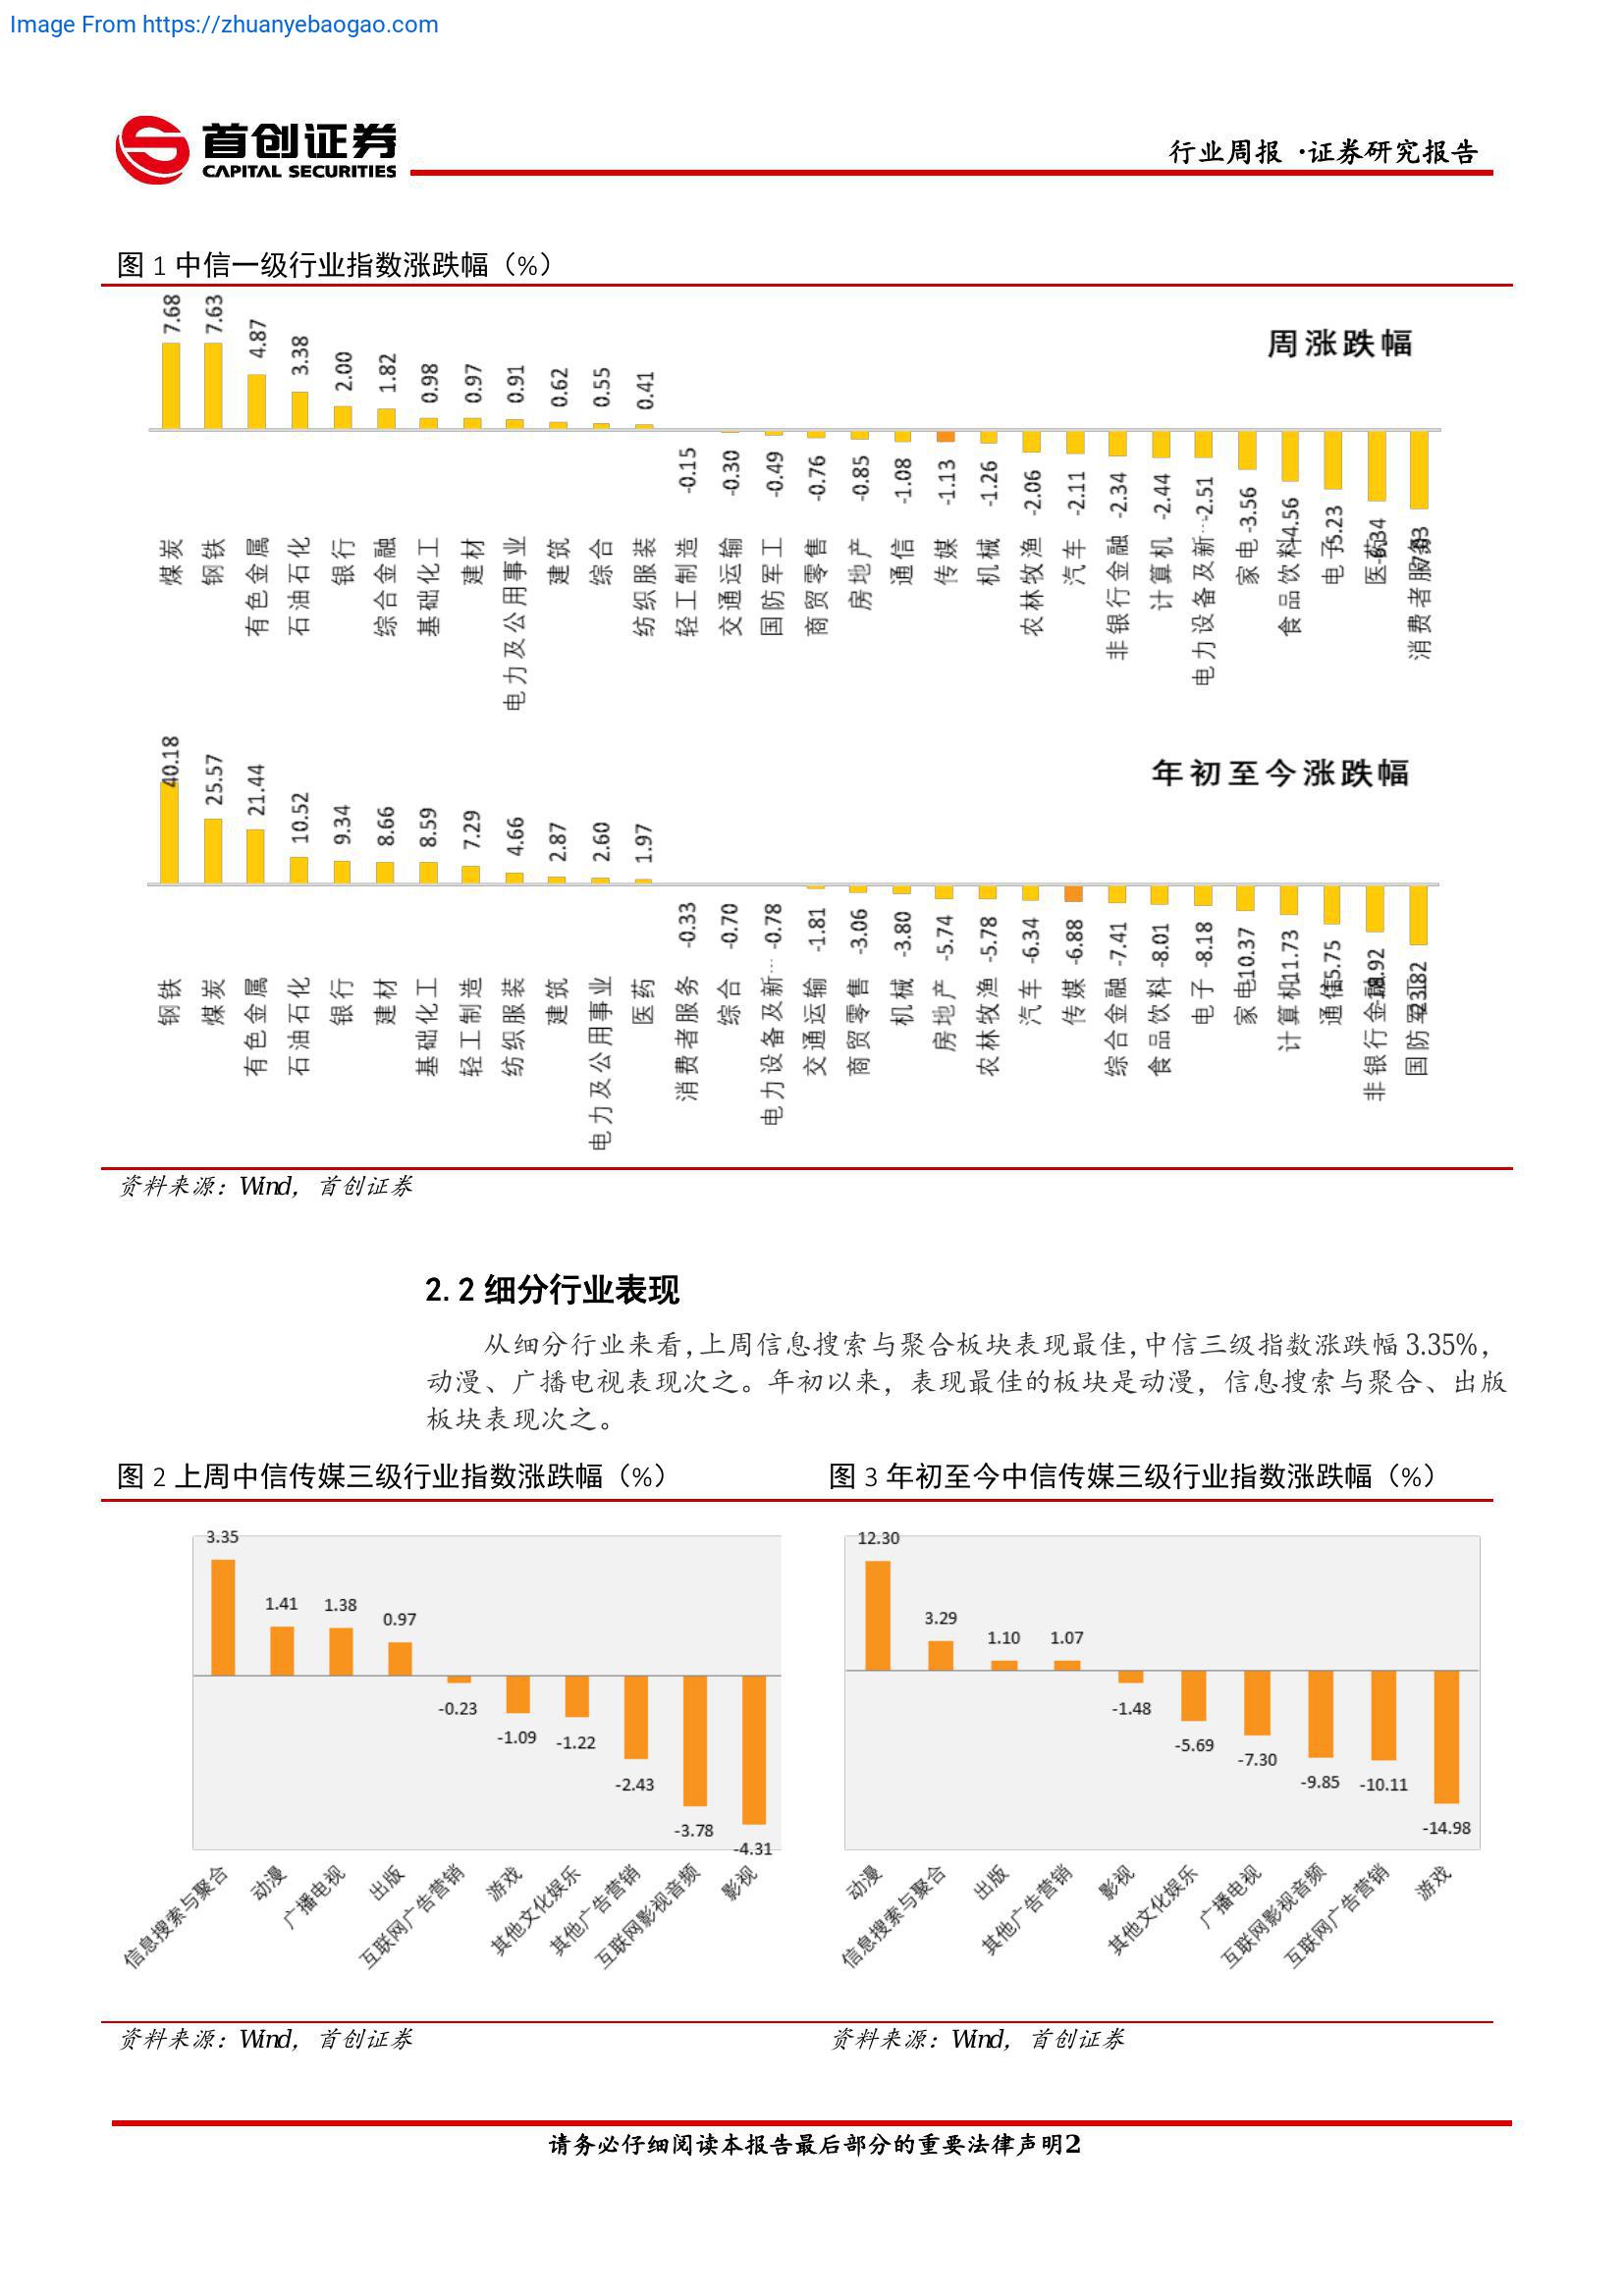 Image From https://zhuanyebaogao.com
首创证券
CAPITAL SECURITIES
行业周报 ·证券研究报告
图 1 中信一级行业指数涨跌幅（%）
周涨跌幅
7.68 7.63 4.87 3.38 2.00 1.82 0.98 0.97 0.91 0.62 0.55 0.41
-0.15 -0.30 -0.49 -0.76 -0.85 -1.08 -1.13 -1.26 -2.06 -2.11 -2.34 -2.44 -2.51 -3.56 -4.56 -5.23 -6.34
煤炭 钢铁 有色金属 石油石化 银行 综合金融 基础化工 建材 电力及公用事业 建筑 综合 纺织服装 轻工制造 交通运输 国防军工 商贸零售 房地产 通信 传媒 机械 农林牧渔 汽车 非银行金融 计算机 电力设备及新… 家电 食品饮料 电子 医药 消费者服务
年初至今涨跌幅
40.18 25.57 21.44 10.52 9.34 8.66 8.59 7.29 4.66 2.87 2.60 1.97
-0.33 -0.70 -0.78 -1.81 -3.06 -3.80 -5.74 -5.78 -6.34 -6.88 -7.41 -8.01 -8.18 -10.37 -11.73 -15.75 -23.82
钢铁 煤炭 有色金属 石油石化 银行 建材 基础化工 轻工制造 纺织服装 建筑 电力及公用事业 医药 消费者服务 综合 电力设备及新… 交通运输 商贸零售 机械 房地产 农林牧渔 汽车 传媒 综合金融 食品饮料 电子 家电 计算机 通信 非银行金融 国防军工
资料来源：Wind，首创证券
2.2 细分行业表现
从细分行业来看，上周信息搜索与聚合板块表现最佳，中信三级指数涨跌幅 3.35%，
动漫、广播电视表现次之。年初以来，表现最佳的板块是动漫，信息搜索与聚合、出版
板块表现次之。
图 2 上周中信传媒三级行业指数涨跌幅（%）
3.35 1.41 1.38 0.97 -0.23 -1.09 -1.22 -2.43 -3.78 -4.31
信息搜索与聚合 动漫 广播电视 出版 互联网广告营销 游戏 其他文化娱乐 其他广告营销 互联网影视音频 影视
图 3 年初至今中信传媒三级行业指数涨跌幅（%）
12.30 3.29 1.10 1.07 -1.48 -5.69 -7.30 -9.85 -10.11 -14.98
动漫 信息搜索与聚合 出版 其他广告营销 影视 其他文化娱乐 广播电视 互联网影视音频 互联网广告营销 游戏
资料来源：Wind，首创证券
资料来源：Wind，首创证券
请务必仔细阅读本报告最后部分的重要法律声明2